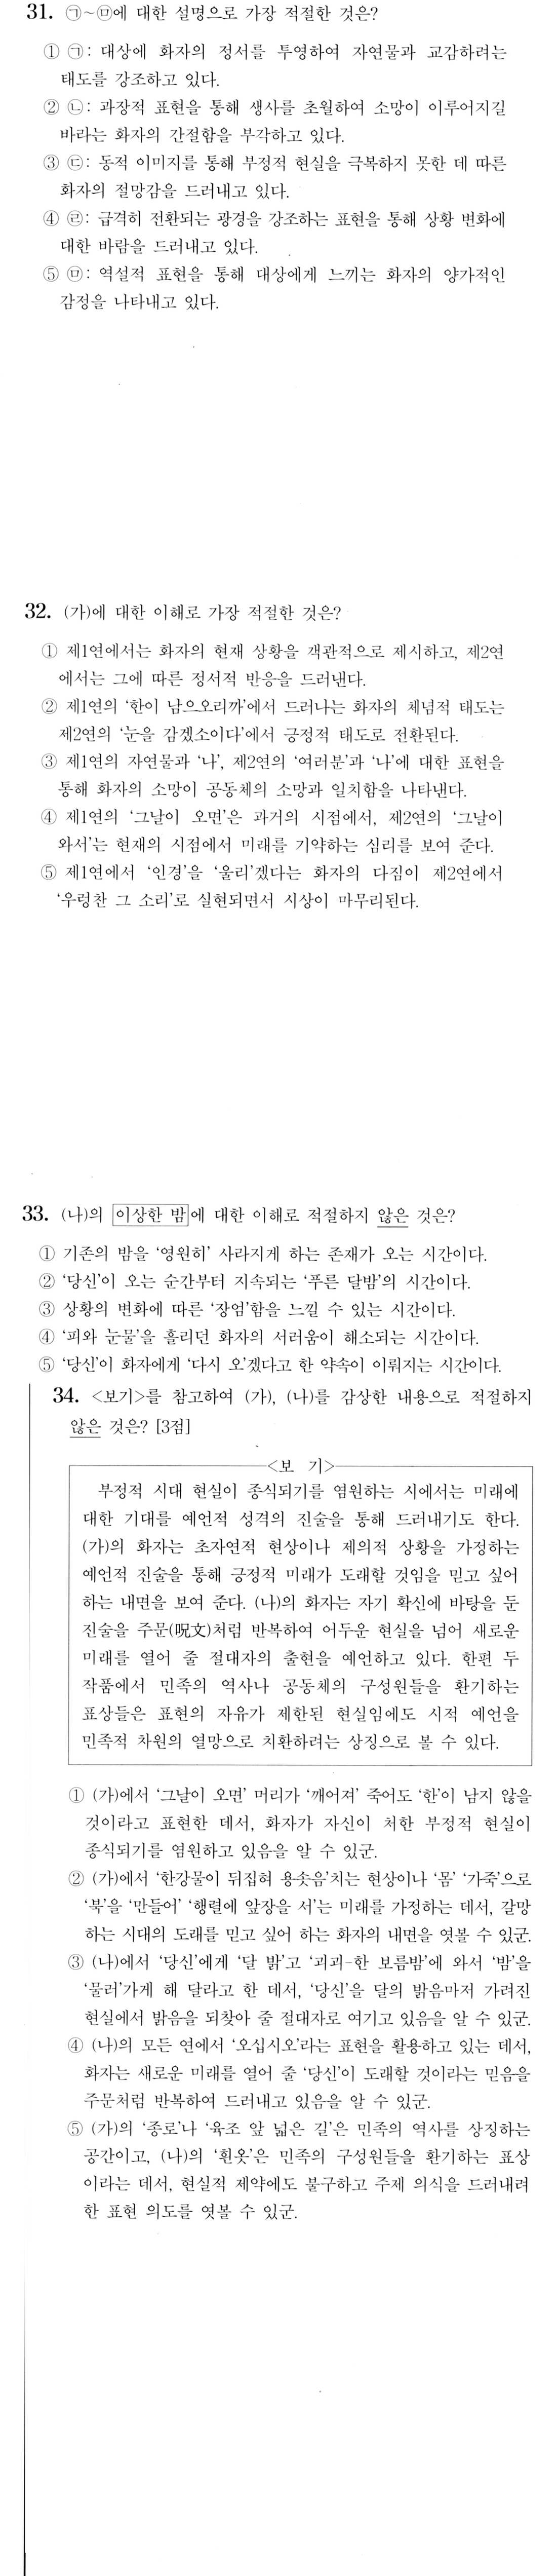 31. ㉠~㉤에 대한 설명으로 가장 적절한 것은?
① ㉠: 대상에 화자의 정서를 투영하여 자연물과 교감하려는
태도를 강조하고 있다.
② ㉡: 과장적 표현을 통해 생사를 초월하여 소망이 이루어지길
바라는 화자의 간절함을 부각하고 있다.
③ ㉢: 동적 이미지를 통해 부정적 현실을 극복하지 못한 데 따른
화자의 절망감을 드러내고 있다.
④ ㉣: 급격히 전환되는 광경을 강조하는 표현을 통해 상황 변화에
대한 바람을 드러내고 있다.
⑤ ㉤: 역설적 표현을 통해 대상에게 느끼는 화자의 양가적인
감정을 나타내고 있다.
32. (가)에 대한 이해로 가장 적절한 것은?
① 제1연에서는 화자의 현재 상황을 객관적으로 제시하고, 제2연
에서는 그에 따른 정서적 반응을 드러낸다.
② 제1연의 ‘한이 남으오리까’에서 드러나는 화자의 체념적 태도는
제2연의 ‘눈을 감겠소이다’에서 긍정적 태도로 전환된다.
③ 제1연의 자연물과 ‘나’, 제2연의 ‘여러분’과 ‘나’에 대한 표현을
통해 화자의 소망이 공동체의 소망과 일치함을 나타낸다.
④ 제1연의 ‘그날이 오면’은 과거의 시점에서, 제2연의 ‘그날이
와서’는 현재의 시점에서 미래를 기약하는 심리를 보여 준다.
⑤ 제1연에서 ‘인경’을 ‘울리’겠다는 화자의 다짐이 제2연에서
‘우렁찬 그 소리’로 실현되면서 시상이 마무리된다.
33. (나)의 이상한 밤에 대한 이해로 적절하지 않은 것은?
① 기존의 밤을 ‘영원히’ 사라지게 하는 존재가 오는 시간이다.
② ‘당신’이 오는 순간부터 지속되는 ‘푸른 달밤’의 시간이다.
③ 상황의 변화에 따른 ‘장엄’함을 느낄 수 있는 시간이다.
④ ‘피와 눈물’을 흘리던 화자의 서러움이 해소되는 시간이다.
⑤ ‘당신’이 화자에게 ‘다시 오’겠다고 한 약속이 이뤄지는 시간이다.
34. <보기>를 참고하여 (가), (나)를 감상한 내용으로 적절하지
않은 것은? [3점]
<보 기>
부정적 시대 현실이 종식되기를 염원하는 시에서는 미래에
대한 기대를 예언적 성격의 진술을 통해 드러내기도 한다.
(가)의 화자는 초자연적 현상이나 제의적 상황을 가정하는
예언적 진술을 통해 긍정적 미래가 도래할 것임을 믿고 싶어
하는 내면을 보여 준다. (나)의 화자는 자기 확신에 바탕을 둔
진술을 주문(呪文)처럼 반복하여 어두운 현실을 넘어 새로운
미래를 열어 줄 절대자의 출현을 예언하고 있다. 한편 두
작품에서 민족의 역사나 공동체의 구성원들을 환기하는
표상들은 표현의 자유가 제한된 현실임에도 시적 예언을
민족적 차원의 열망으로 치환하려는 상징으로 볼 수 있다.
① (가)에서 ‘그날이 오면’ 머리가 ‘깨어져’ 죽어도 ‘한’이 남지 않을
것이라고 표현한 데서, 화자가 자신이 처한 부정적 현실이
종식되기를 염원하고 있음을 알 수 있군.
② (가)에서 ‘한강물이 뒤집혀 용솟음’치는 현상이나 ‘몸’ ‘가죽’으로
‘북’을 ‘만들어’ ‘행렬에 앞장을 서’는 미래를 가정하는 데서, 갈망
하는 시대의 도래를 믿고 싶어 하는 화자의 내면을 엿볼 수 있군.
③ (나)에서 ‘당신’에게 ‘달 밝’고 ‘괴괴-한 보름밤’에 와서 ‘밤’을
‘물러’가게 해 달라고 한 데서, ‘당신’을 달의 밝음마저 가려진
현실에서 밝음을 되찾아 줄 절대자로 여기고 있음을 알 수 있군.
④ (나)의 모든 연에서 ‘오십시오’라는 표현을 활용하고 있는 데서,
화자는 새로운 미래를 열어 줄 ‘당신’이 도래할 것이라는 믿음을
주문처럼 반복하여 드러내고 있음을 알 수 있군.
⑤ (가)의 ‘종로’나 ‘육조 앞 넓은 길’은 민족의 역사를 상징하는
공간이고, (나)의 ‘흰옷’은 민족의 구성원들을 환기하는 표상
이라는 데서, 현실적 제약에도 불구하고 주제 의식을 드러내려
한 표현 의도를 엿볼 수 있군.